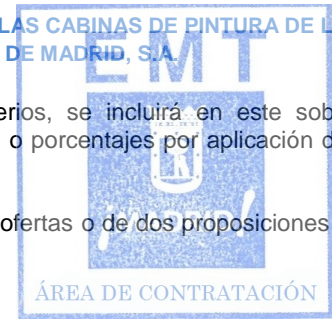 LAS CABINAS DE PINTURA DE L
DE MADRID, S.A.
EMT
erios, se incluirá en este sob
o porcentajes por aplicación d
¡MADRID!
ofertas o de dos proposiciones
ÁREA DE CONTRATACIÓN